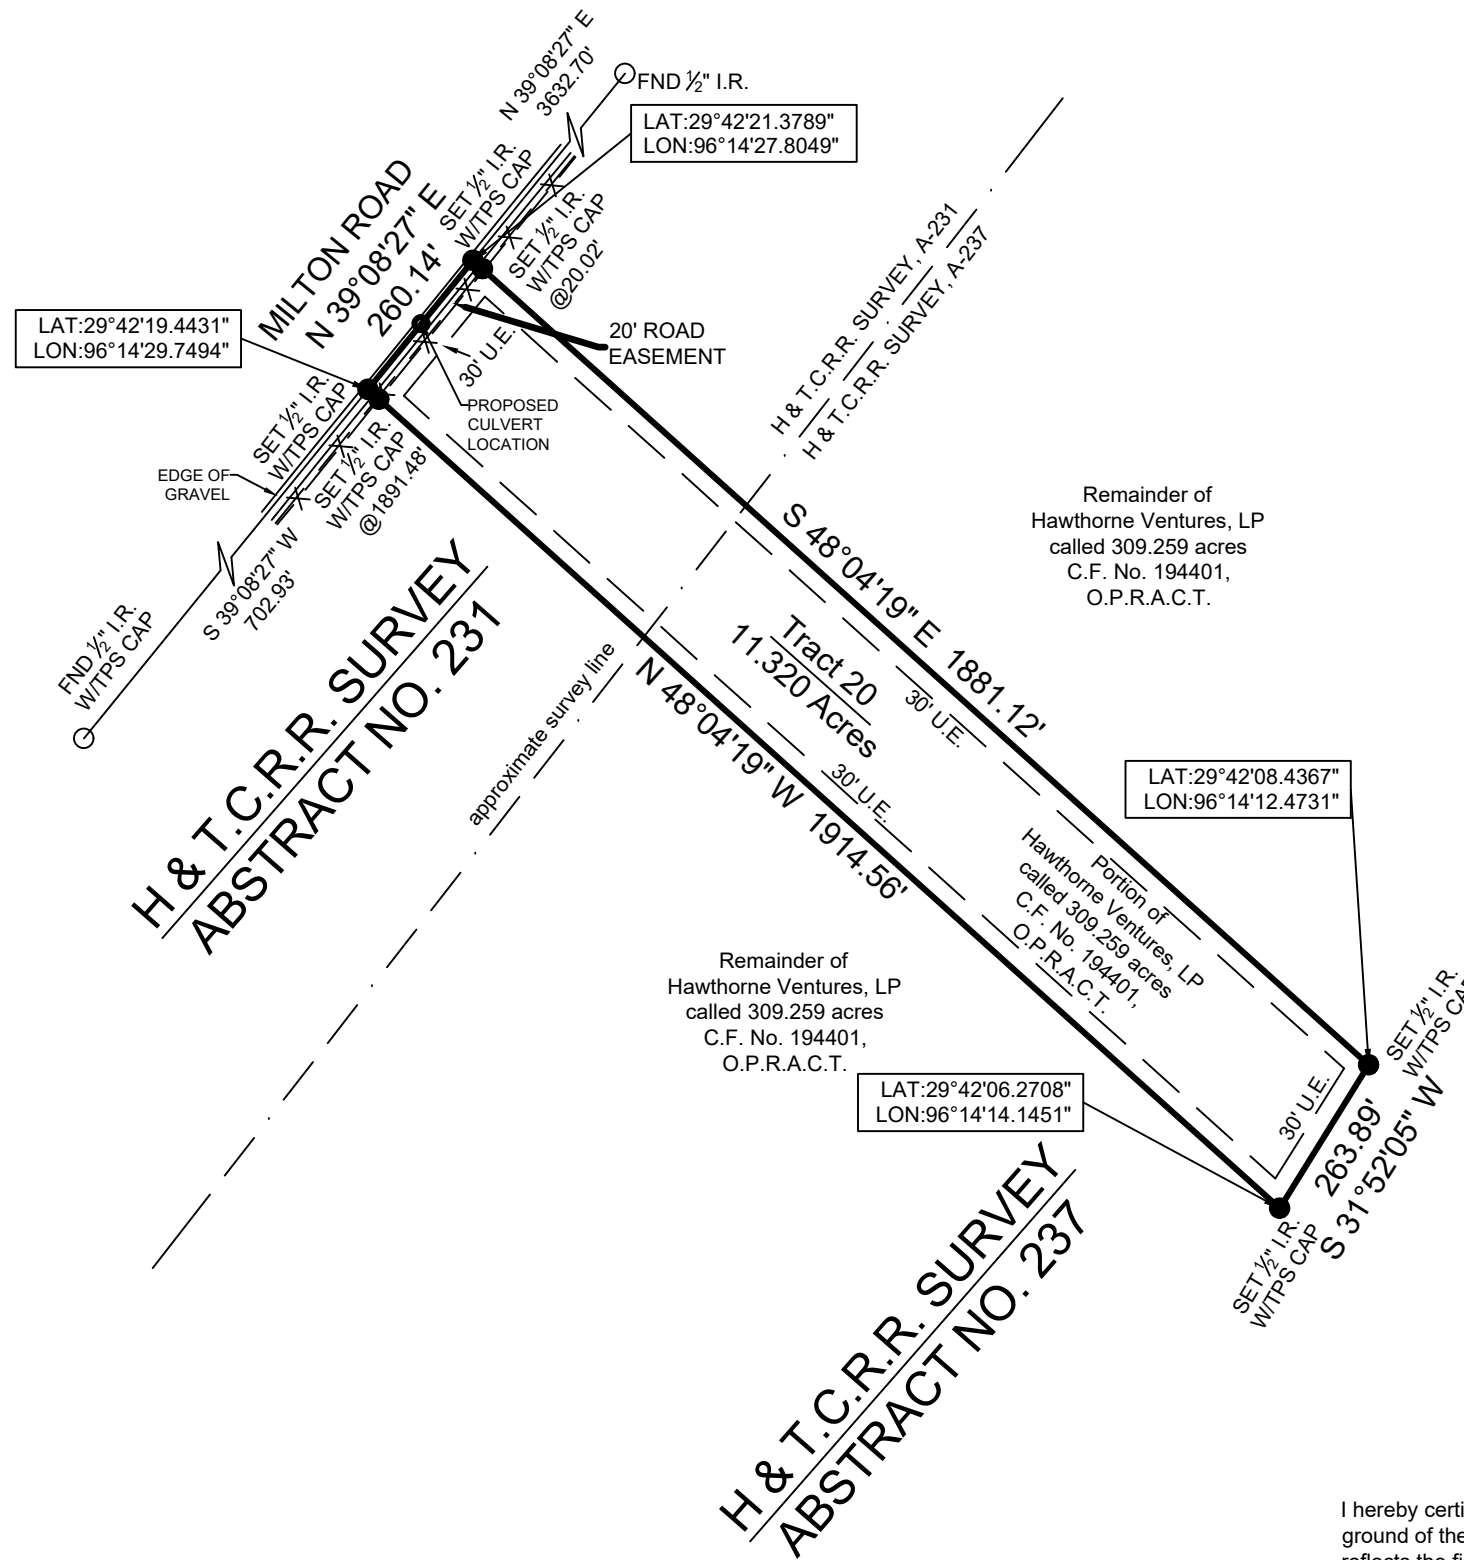 N 39°08'27" E
3632.70'
FND ½" I.R.
LAT:29°42'21.3789"
LON:96°14'27.8049"
SET ½" I.R.
W/TPS CAP
MILTON ROAD
N 39°08'27" E
260.14'
SET ½" I.R.
W/TPS CAP
@20.02'
LAT:29°42'19.4431"
LON:96°14'29.7494"
20' ROAD
EASEMENT
30' U.E.
PROPOSED
CULVERT
LOCATION
H & T.C.R.R. SURVEY, A-231
H & T.C.R.R. SURVEY, A-237
SET ½" I.R.
W/TPS CAP
SET ½" I.R.
W/TPS CAP
@1891.48'
EDGE OF
GRAVEL
S 39°08'27" W
702.93'
FND ½" I.R.
W/TPS CAP
H & T.C.R.R. SURVEY
ABSTRACT NO. 231
approximate survey line
Remainder of
Hawthorne Ventures, LP
called 309.259 acres
C.F. No. 194401,
O.P.R.A.C.T.
S 48°04'19" E 1881.12'
Tract 20
11.320 Acres
30' U.E.
30' U.E.
N 48°04'19" W 1914.56'
LAT:29°42'08.4367"
LON:96°14'12.4731"
Portion of
Hawthorne Ventures, LP
called 309.259 acres
C.F. No. 194401,
O.P.R.A.C.T.
Remainder of
Hawthorne Ventures, LP
called 309.259 acres
C.F. No. 194401,
O.P.R.A.C.T.
SET ½" I.R.
W/TPS CAP
LAT:29°42'06.2708"
LON:96°14'14.1451"
30' U.E.
263.89'
S 31°52'05" W
SET ½" I.R.
W/TPS CAP
H & T.C.R.R. SURVEY
ABSTRACT NO. 237
I hereby certi
ground of the